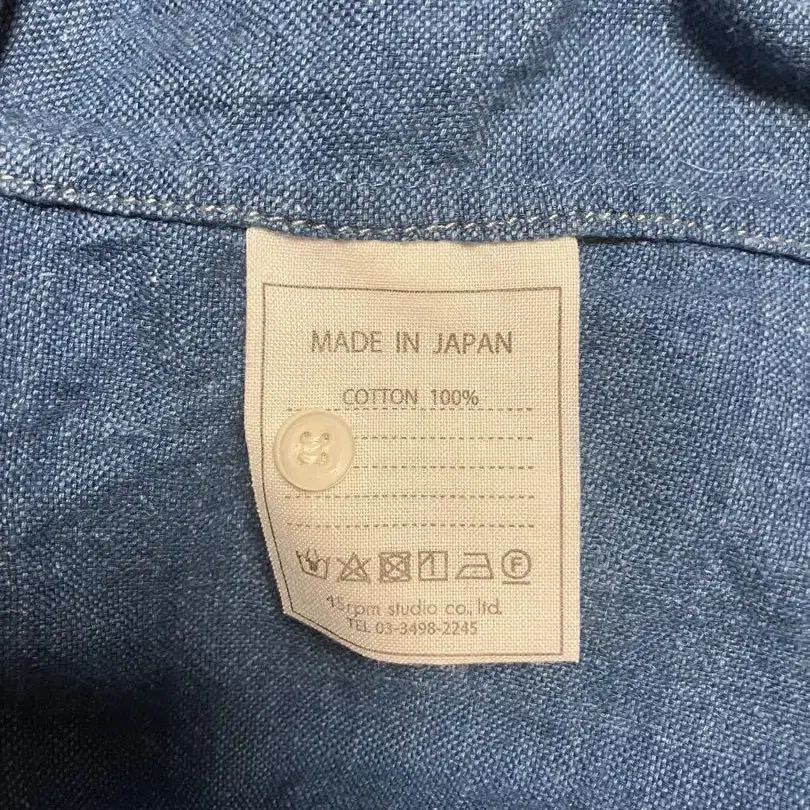 MADE IN JAPAN
COTTON 100%
45rpm studio co., ltd.
TEL 03-3498-2245